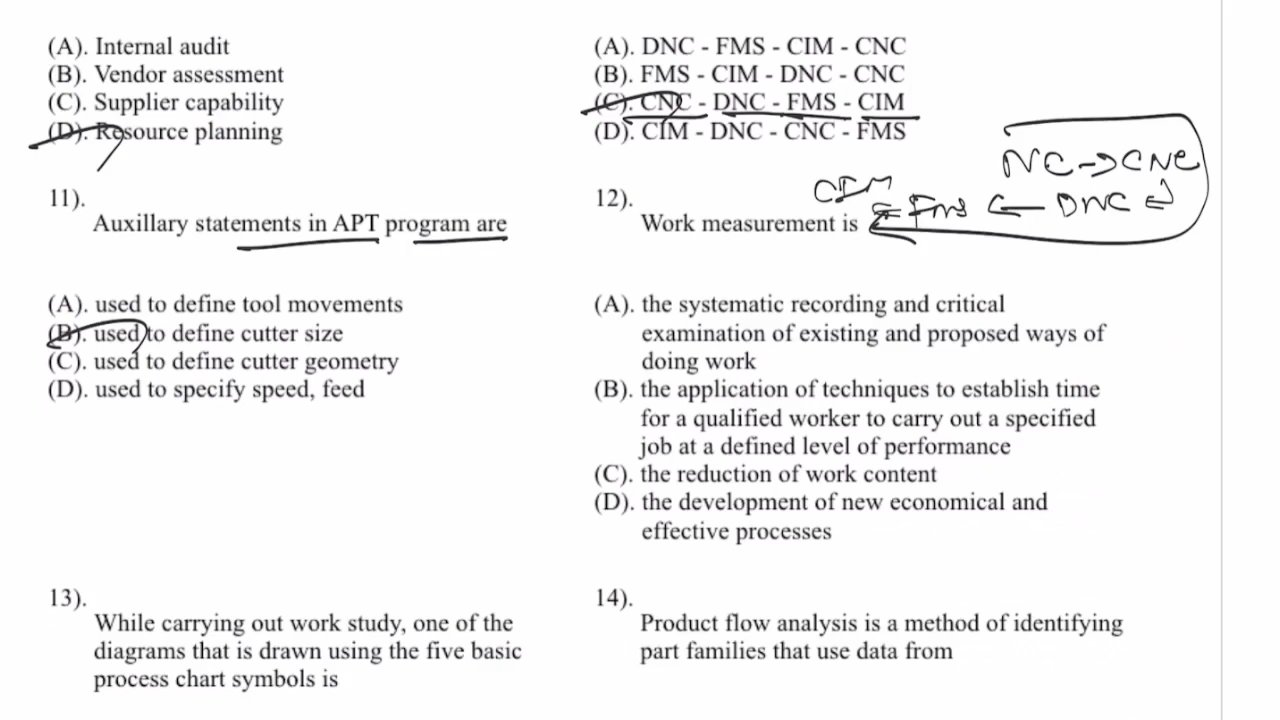 (A). Internal audit
(B). Vendor assessment
(C). Supplier capability
(D). Resource planning
(A). DNC - FMS - CIM - CNC
(B). FMS - CIM - DNC - CNC
(C). CNC - DNC - FMS - CIM
(D). CIM - DNC - CNC - FMS
NC → CNC
CIM ← FMS ← DNC ↵
11).
Auxillary statements in APT program are
(A). used to define tool movements
(B). used to define cutter size
(C). used to define cutter geometry
(D). used to specify speed, feed
12).
Work measurement is
(A). the systematic recording and critical
examination of existing and proposed ways of
doing work
(B). the application of techniques to establish time
for a qualified worker to carry out a specified
job at a defined level of performance
(C). the reduction of work content
(D). the development of new economical and
effective processes
13).
While carrying out work study, one of the
diagrams that is drawn using the five basic
process chart symbols is
14).
Product flow analysis is a method of identifying
part families that use data from